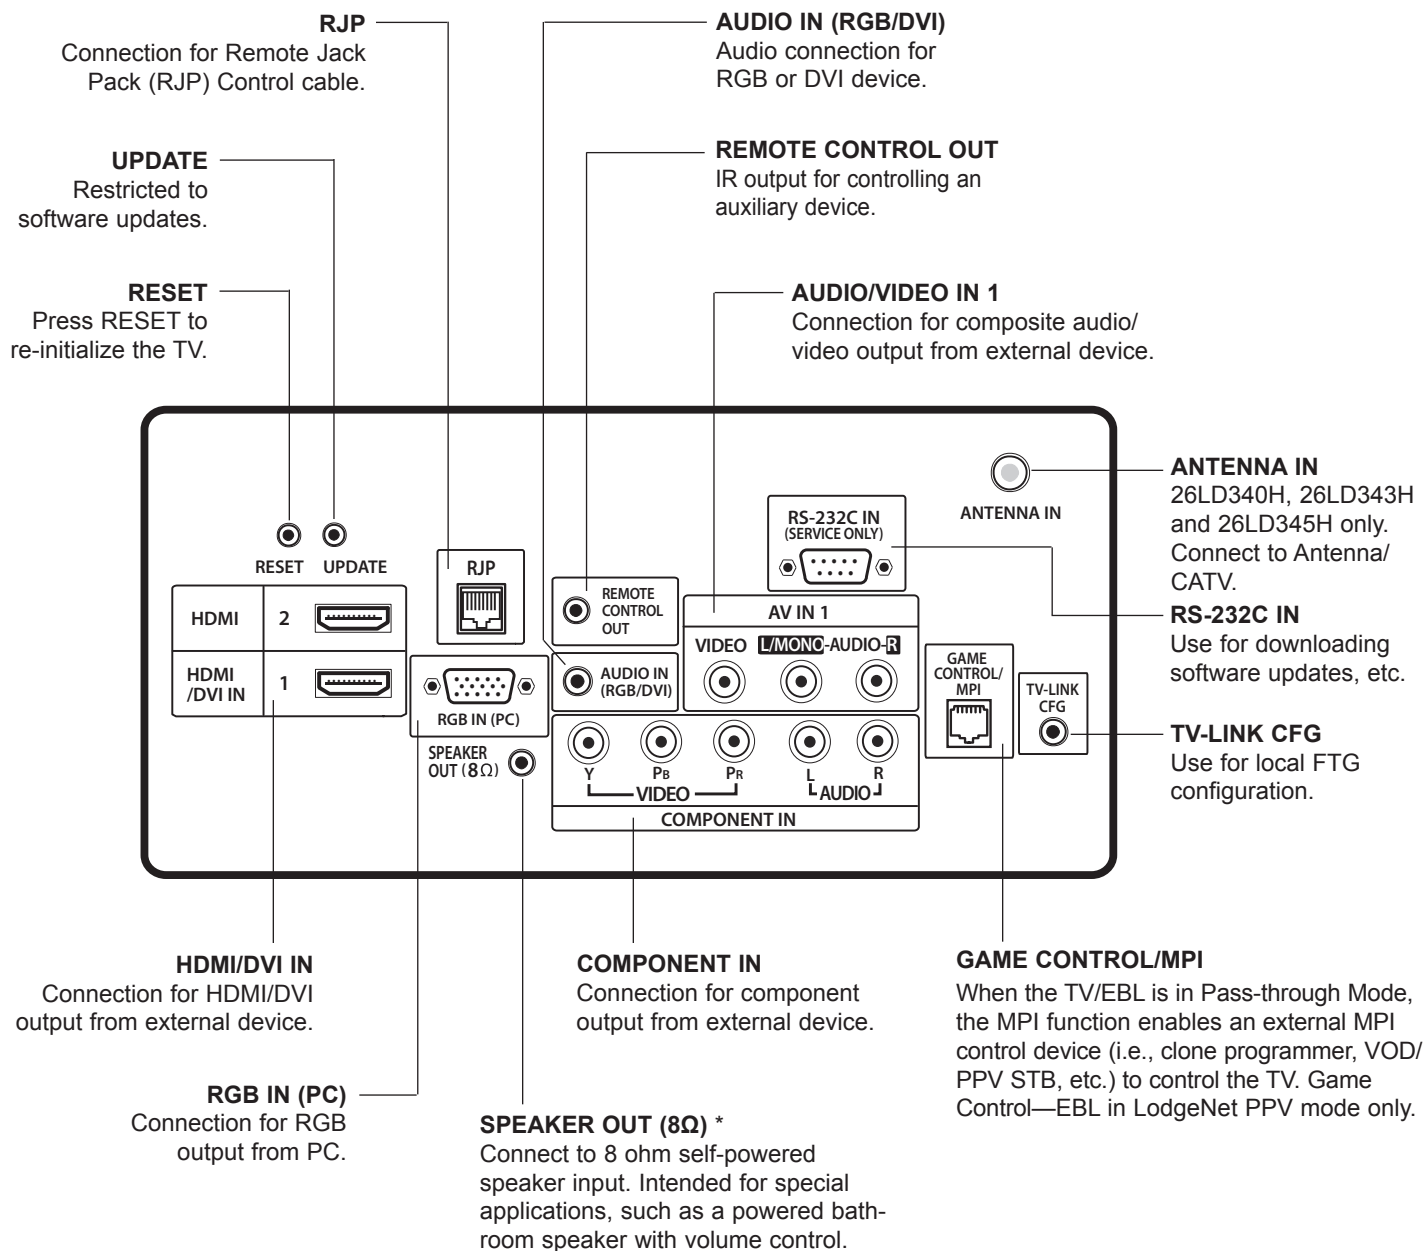 RJP
Connection for Remote Jack
Pack (RJP) Control cable.
AUDIO IN (RGB/DVI)
Audio connection for
RGB or DVI device.
UPDATE
Restricted to
software updates.
REMOTE CONTROL OUT
IR output for controlling an
auxiliary device.
RESET
Press RESET to
re-initialize the TV.
AUDIO/VIDEO IN 1
Connection for composite audio/
video output from external device.
ANTENNA IN
26LD340H, 26LD343H
and 26LD345H only.
Connect to Antenna/
CATV.
RS-232C IN
Use for downloading
software updates, etc.
TV-LINK CFG
Use for local FTG
configuration.
RESET
UPDATE
HDMI
2
HDMI
/DVI IN
1
RJP
RGB IN (PC)
SPEAKER
OUT (8Ω)
REMOTE
CONTROL
OUT
AUDIO IN
(RGB/DVI)
RS-232C IN
(SERVICE ONLY)
ANTENNA IN
AV IN 1
VIDEO L/MONO-AUDIO-R
Y PB PR L R
VIDEO AUDIO
COMPONENT IN
GAME
CONTROL/
MPI
TV-LINK
CFG
HDMI/DVI IN
Connection for HDMI/DVI
output from external device.
RGB IN (PC)
Connection for RGB
output from PC.
SPEAKER OUT (8Ω) *
Connect to 8 ohm self-powered
speaker input. Intended for special
applications, such as a powered bath-
room speaker with volume control.
COMPONENT IN
Connection for component
output from external device.
GAME CONTROL/MPI
When the TV/EBL is in Pass-through Mode,
the MPI function enables an external MPI
control device (i.e., clone programmer, VOD/
PPV STB, etc.) to control the TV. Game
Control—EBL in LodgeNet PPV mode only.